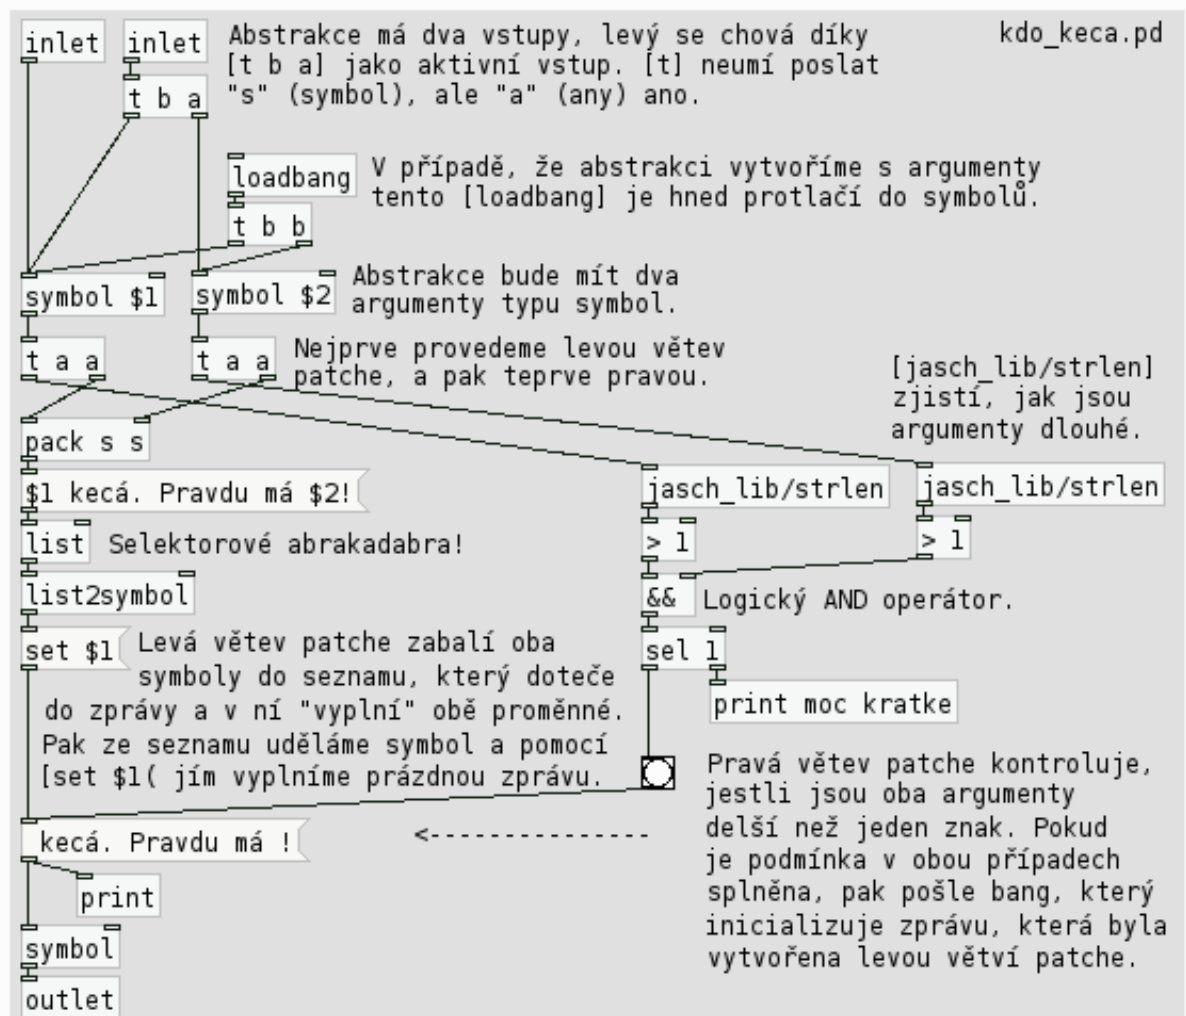 inlet
inlet
Abstrakce má dva vstupy, levý se chová díky
[t b a] jako aktivní vstup. [t] neumí poslat
"s" (symbol), ale "a" (any) ano.
kdo_keca.pd
t b a
loadbang
V případě, že abstrakci vytvoříme s argumenty
tento [loadbang] je hned protlačí do symbolů.
t b b
symbol $1
symbol $2
Abstrakce bude mít dva
argumenty typu symbol.
t a a
t a a
Nejprve provedeme levou větev
patche, a pak teprve pravou.
[jasch_lib/strlen]
zjistí, jak jsou
argumenty dlouhé.
pack s s
$1 kecá. Pravdu má $2!
jasch_lib/strlen
jasch_lib/strlen
list
Selektorové abrakadabra!
> 1
> 1
list2symbol
&&
Logický AND operátor.
set $1
Levá větev patche zabalí oba
symboly do seznamu, který doteče
do zprávy a v ní "vyplní" obě proměnné.
Pak ze seznamu uděláme symbol a pomocí
[set $1( jím vyplníme prázdnou zprávu.
sel 1
print moc kratke
Pravá větev patche kontroluje,
jestli jsou oba argumenty
delší než jeden znak. Pokud
je podmínka v obou případech
splněna, pak pošle bang, který
inicializuje zprávu, která byla
vytvořena levou větví patche.
kecá. Pravdu má !
<---------------
print
symbol
outlet